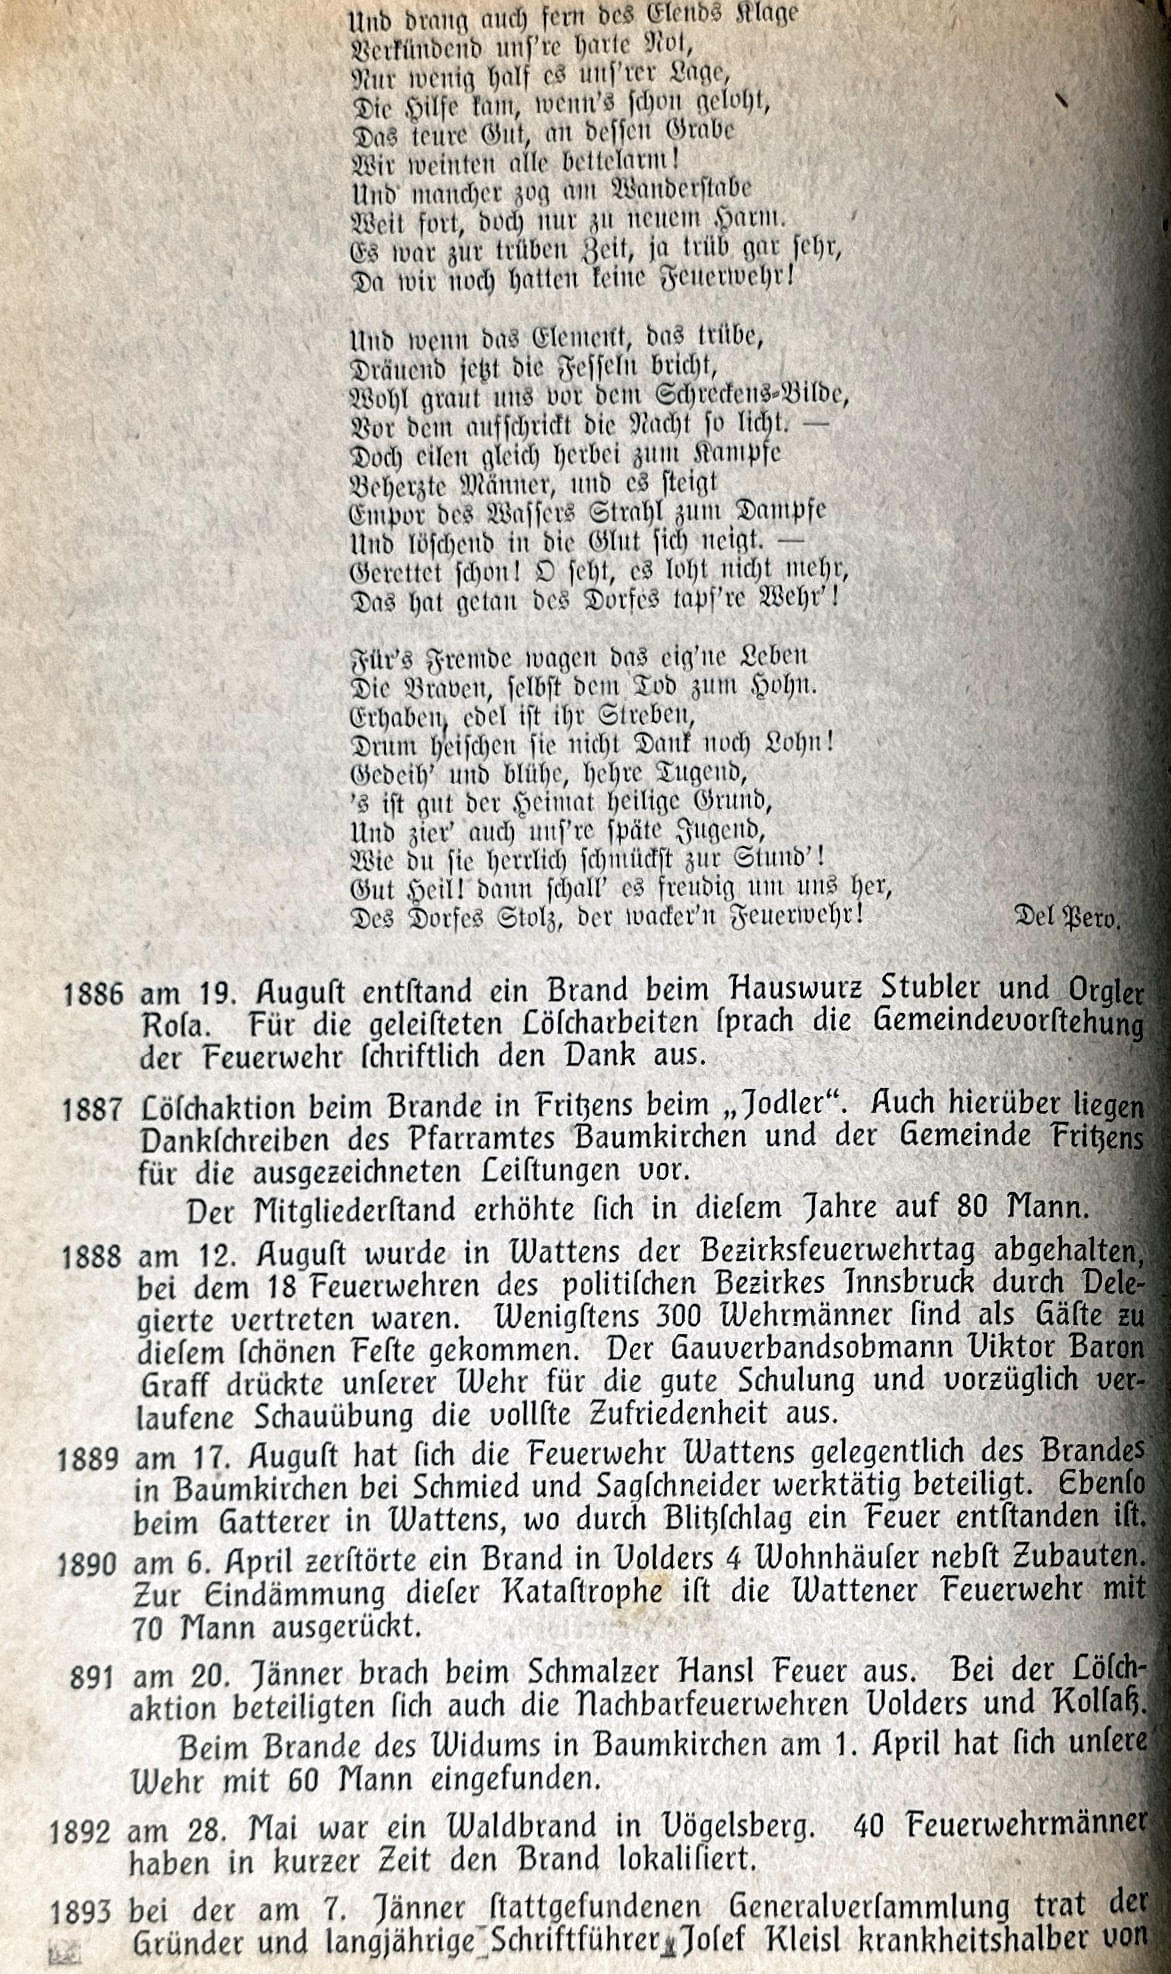 Und drang auch fern des Elends Klage
Verkündend uns're harte Not,
Nur wenig half es uns'rer Lage,
Die Hilfe kam, wenn's schon geloht,
Das teure Gut, an dessen Grabe
Wir weinten alle bettelarm!
Und mancher zog am Wanderstabe
Weit fort, doch nur zu neuem Harm.
Es war zur trüben Zeit, ja trüb gar sehr,
Da wir noch hatten keine Feuerwehr!
Und wenn das Element, das trübe,
Dräuend jetzt die Fesseln bricht,
Wohl graut uns vor dem Schreckens-Bilde,
Vor dem aufschrickt die Nacht so licht. —
Doch eilen gleich herbei zum Kampfe
Beherzte Männer, und es steigt
Empor des Wassers Strahl zum Dampfe
Und löschend in die Glut sich neigt. —
Gerettet schon! O seht, es loht nicht mehr,
Das hat getan des Dorfes tapf're Wehr'!
Für's Fremde wagen das eig'ne Leben
Die Braven, selbst dem Tod zum Hohn.
Erhaben, edel ist ihr Streben,
Drum heischen sie nicht Dank noch Lohn!
Gedeih' und blühe, hehre Tugend,
's ist gut der Heimat heilige Grund,
Und zier' auch uns're späte Jugend,
Wie du sie herrlich schmückst zur Stund'!
Gut Heil! dann schall' es freudig um uns her,
Des Dorfes Stolz, der wacker'n Feuerwehr! Del Pero.
1886 am 19. August entstand ein Brand beim Hauswurz Stubler und Orgler
Rosa. Für die geleisteten Löscharbeiten sprach die Gemeindevorstehung
der Feuerwehr schriftlich den Dank aus.
1887 Löschaktion beim Brande in Fritzens beim „Jodler“. Auch hierüber liegen
Dankschreiben des Pfarramtes Baumkirchen und der Gemeinde Fritzens
für die ausgezeichneten Leistungen vor.
Der Mitgliederstand erhöhte sich in diesem Jahre auf 80 Mann.
1888 am 12. August wurde in Wattens der Bezirksfeuerwehrtag abgehalten,
bei dem 18 Feuerwehren des politischen Bezirkes Innsbruck durch Dele-
gierte vertreten waren. Wenigstens 300 Wehrmänner sind als Gäste zu
diesem schönen Feste gekommen. Der Gauverbandsobmann Viktor Baron
Graff drückte unserer Wehr für die gute Schulung und vorzüglich ver-
laufene Schauübung die vollste Zufriedenheit aus.
1889 am 17. August hat sich die Feuerwehr Wattens gelegentlich des Brandes
in Baumkirchen bei Schmied und Sagschneider werktätig beteiligt. Ebenso
beim Gatterer in Wattens, wo durch Blitzschlag ein Feuer entstanden ist.
1890 am 6. April zerstörte ein Brand in Volders 4 Wohnhäuser nebst Zubauten.
Zur Eindämmung dieser Katastrophe ist die Wattener Feuerwehr mit
70 Mann ausgerückt.
891 am 20. Jänner brach beim Schmalzer Hansl Feuer aus. Bei der Lösch-
aktion beteiligten sich auch die Nachbarfeuerwehren Volders und Kolsaß.
Beim Brande des Widums in Baumkirchen am 1. April hat sich unsere
Wehr mit 60 Mann eingefunden.
1892 am 28. Mai war ein Waldbrand in Vögelsberg. 40 Feuerwehrmänner
haben in kurzer Zeit den Brand lokalisiert.
1893 bei der am 7. Jänner stattgefundenen Generalversammlung trat der
Gründer und langjährige Schriftführer Josef Kleisl krankheitshalber von